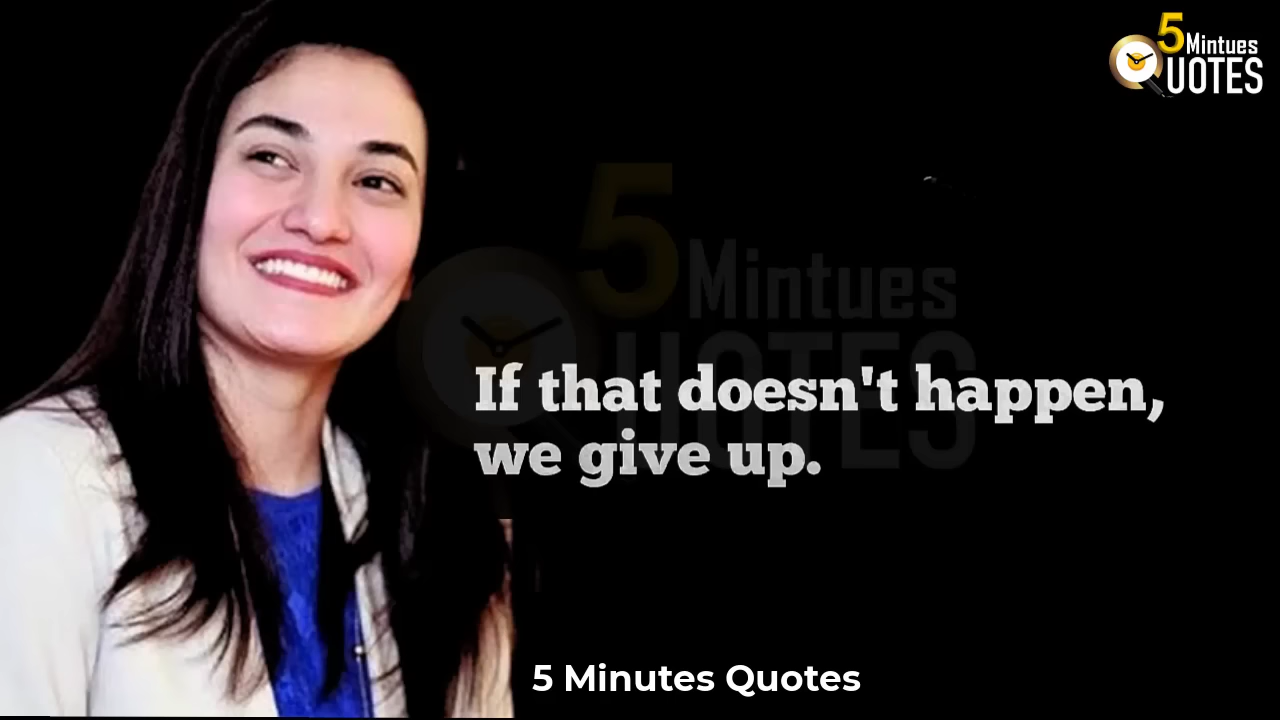 5 Mintues
QUOTES
5 Mintues
QUOTES
If that doesn't happen,
we give up.
5 Minutes Quotes